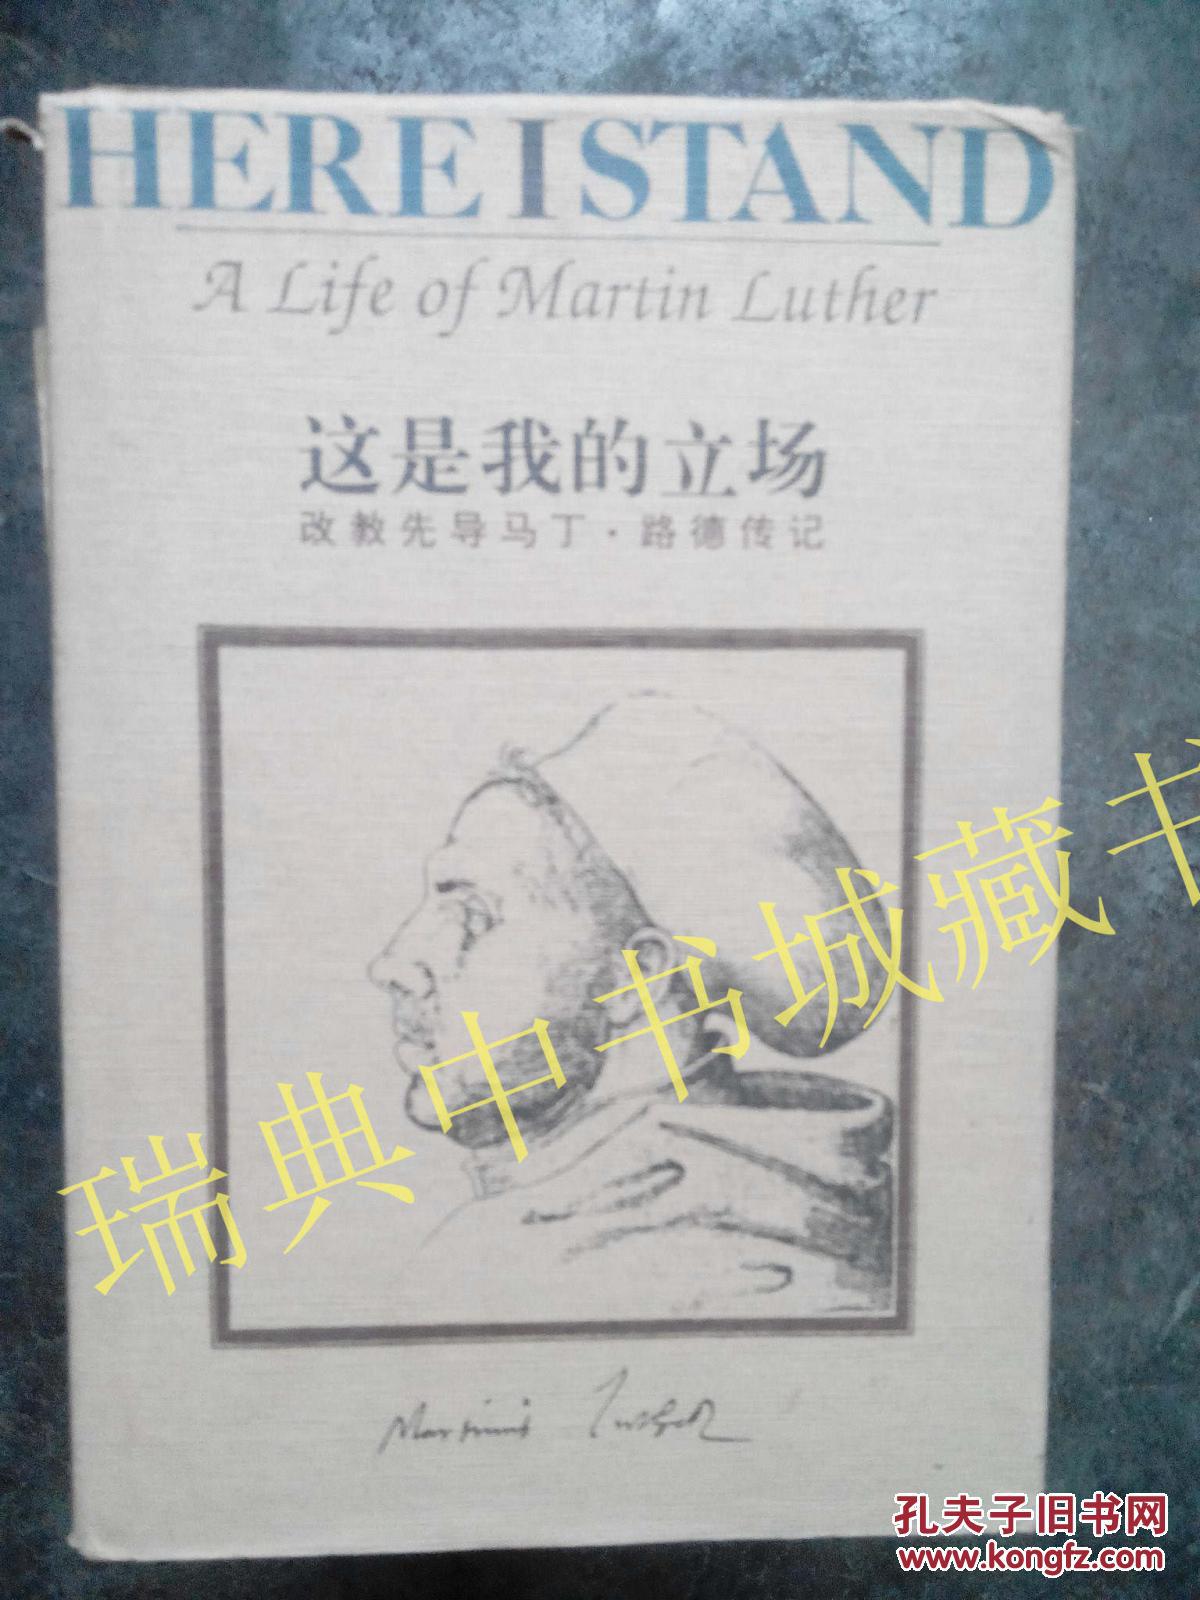 HERE I STAND
A Life of Martin Luther
这是我的立场
改教先导马丁·路德传记
瑞典中书城藏书
Martinus Luther
孔夫子旧书网
www.kongfz.com